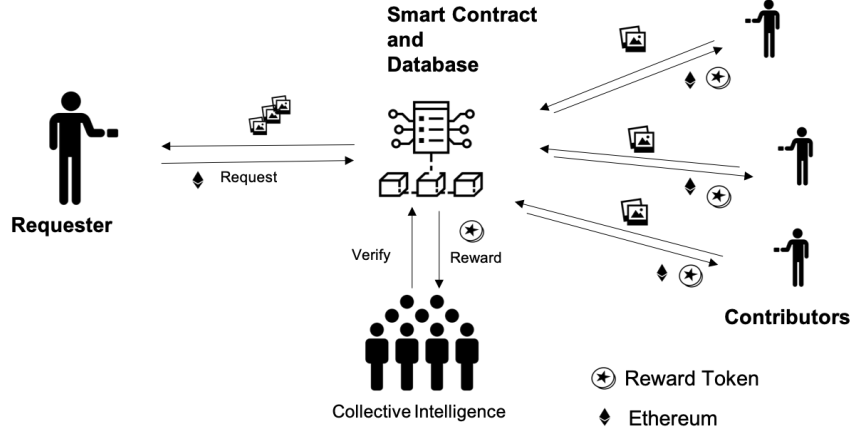 Smart Contract
and
Database
Request
Requester
Verify
Reward
Contributors
Collective Intelligence
Reward Token
Ethereum